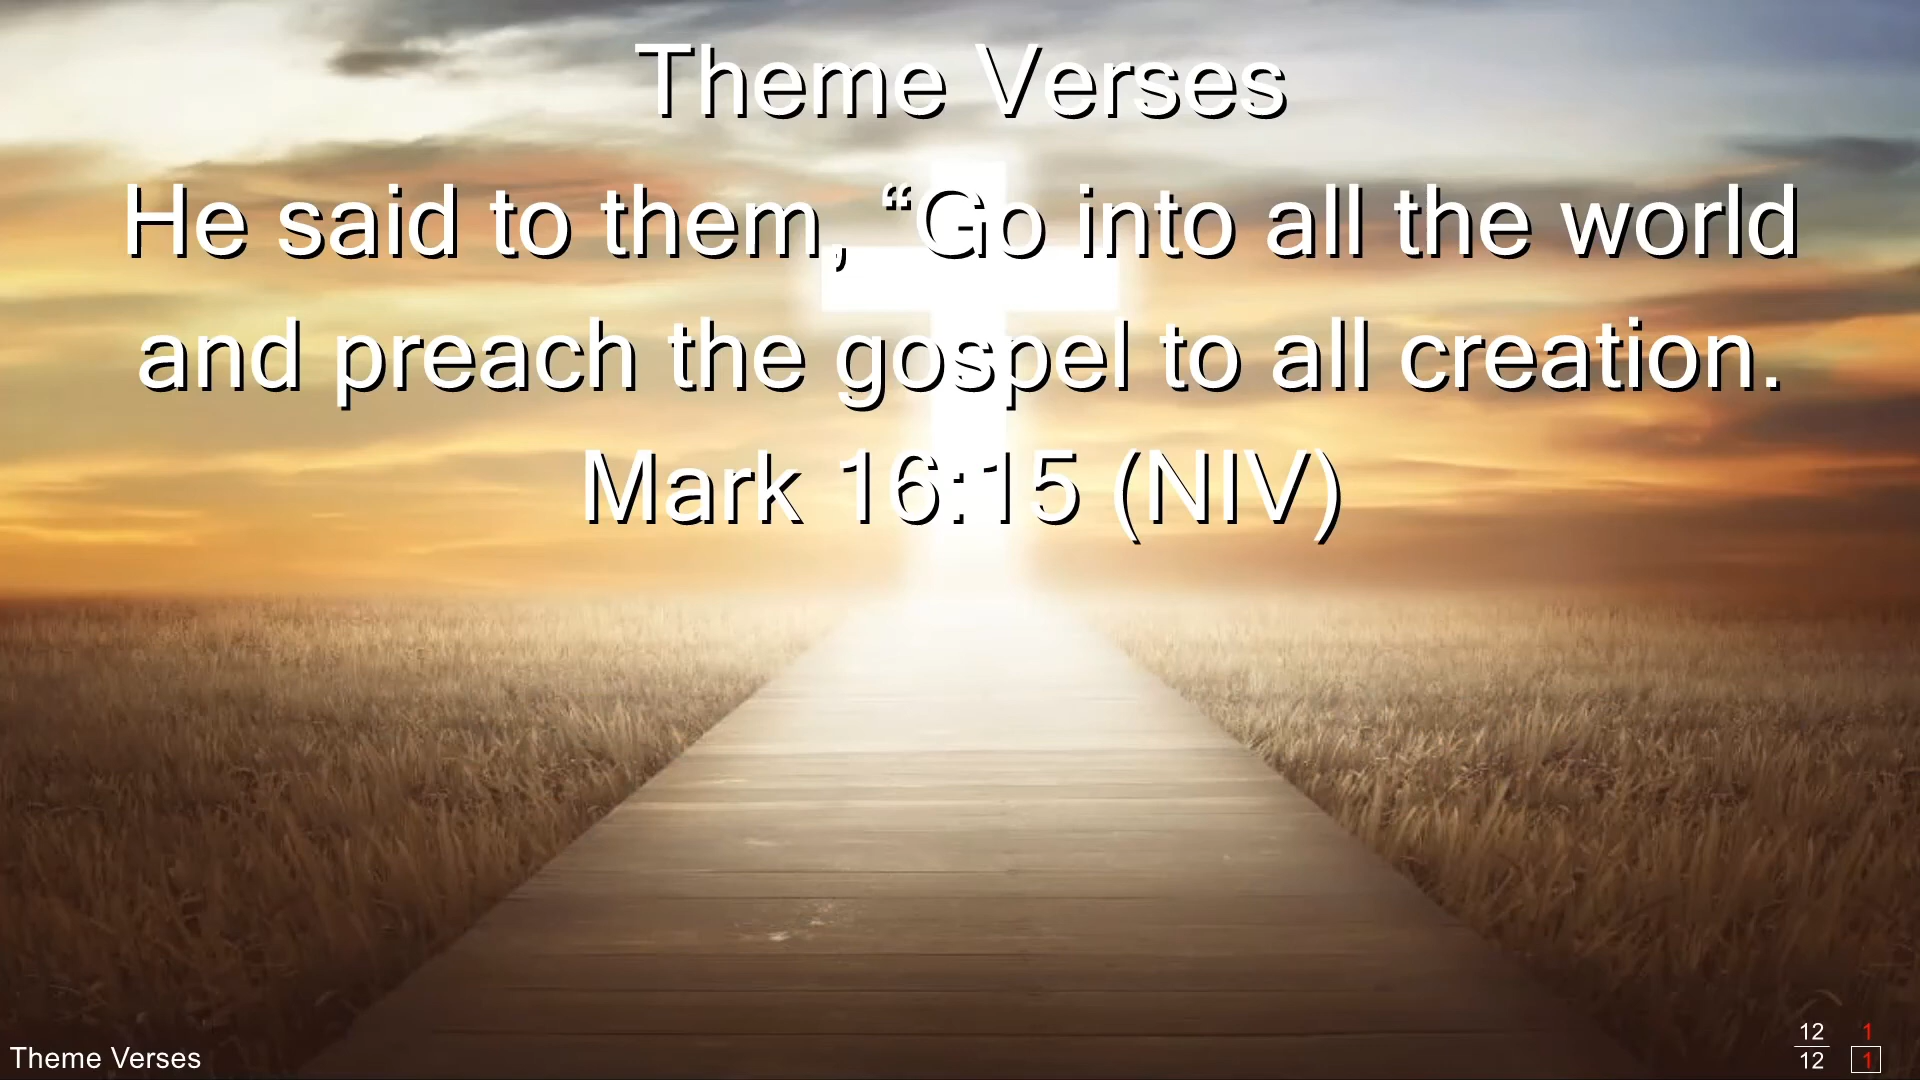 Theme Verses
He said to them, “Go into all the world
and preach the gospel to all creation.
Mark 16:15 (NIV)
Theme Verses
12 1
12 1